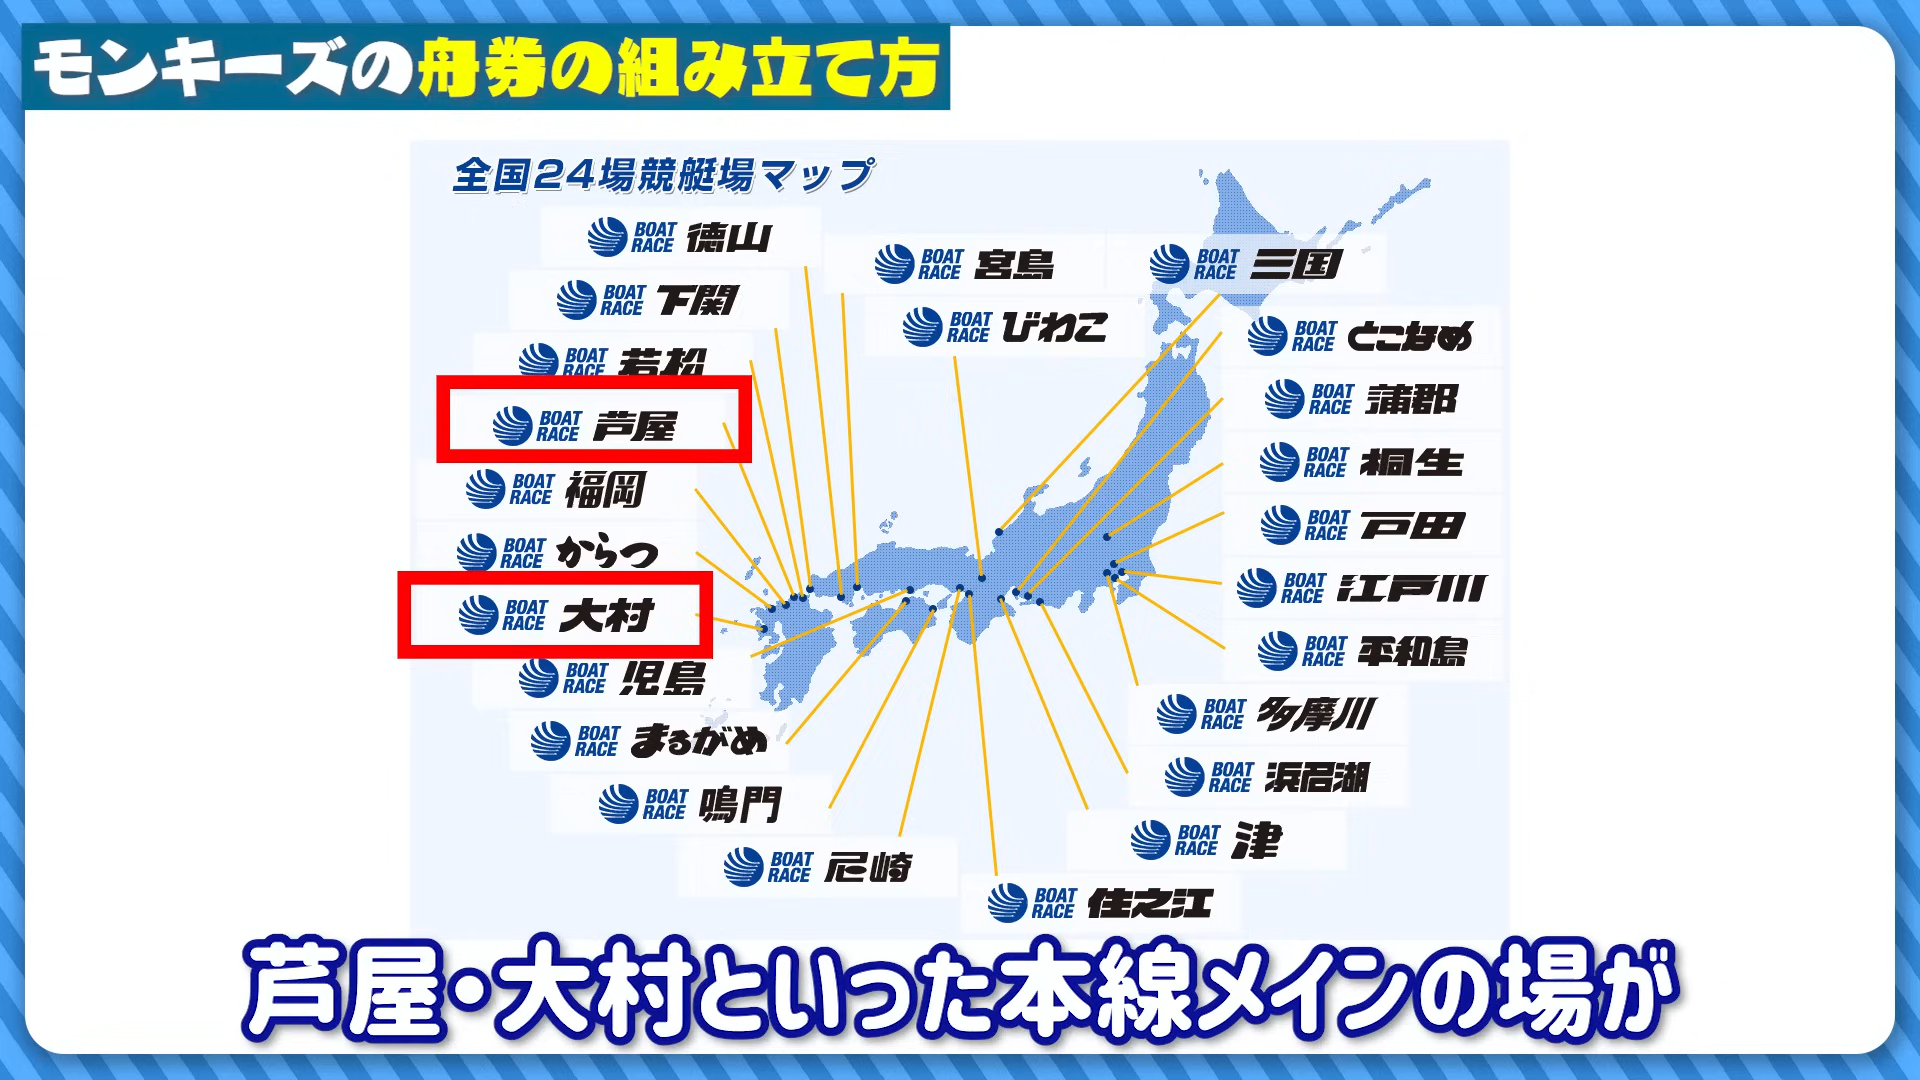 モンキーズの舟券の組み立て方
全国24場競艇場マップ
BOAT RACE 徳山
BOAT RACE 下関
BOAT RACE 若松
BOAT RACE 芦屋
BOAT RACE 福岡
BOAT RACE からつ
BOAT RACE 大村
BOAT RACE 児島
BOAT RACE まるがめ
BOAT RACE 鳴門
BOAT RACE 尼崎
BOAT RACE 宮島
BOAT RACE びわこ
BOAT RACE 三国
BOAT RACE とこなめ
BOAT RACE 蒲郡
BOAT RACE 桐生
BOAT RACE 戸田
BOAT RACE 江戸川
BOAT RACE 平和島
BOAT RACE 多摩川
BOAT RACE 浜名湖
BOAT RACE 津
BOAT RACE 住之江
芦屋・大村といった本線メインの場が